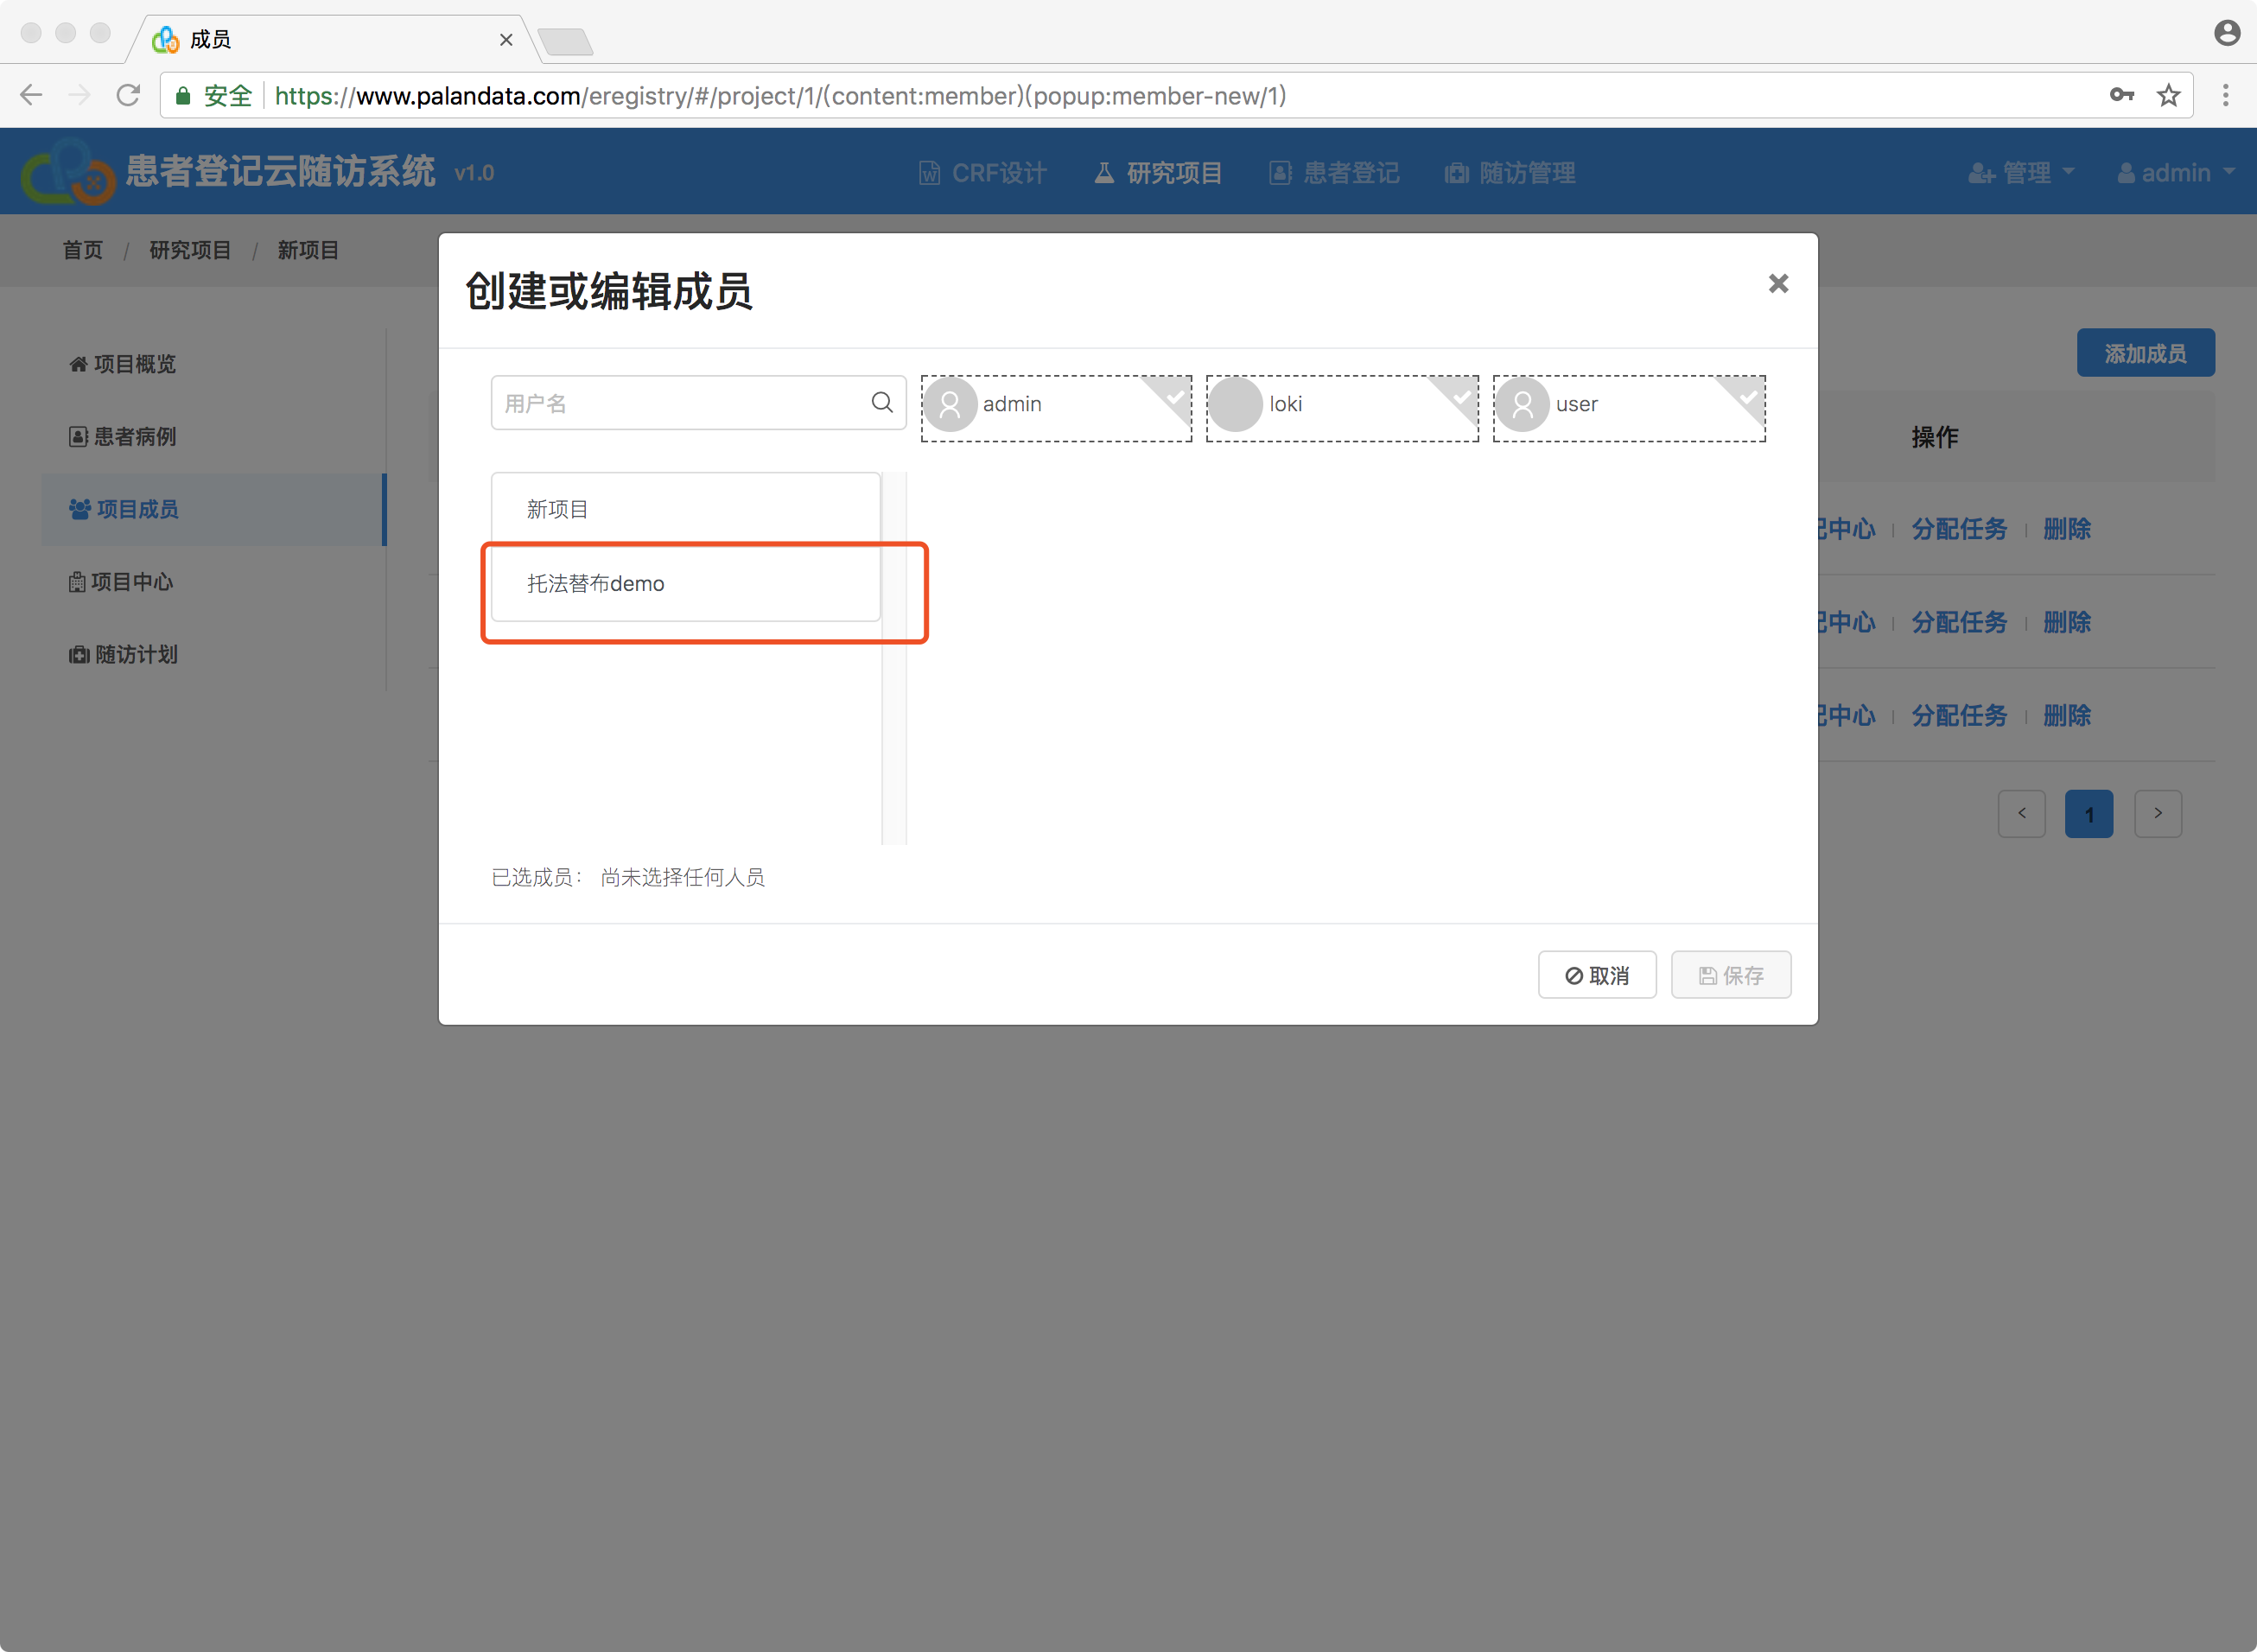 成员
安全 https://www.palandata.com/eregistry/#/project/1/(content:member)(popup:member-new/1)
患者登记云随访系统 v1.0 CRF设计 研究项目 患者登记 随访管理 管理 admin
首页 / 研究项目 / 新项目
创建或编辑成员
项目概览
患者病例
项目成员
项目中心
随访计划
用户名
admin
loki
user
新项目
托法替布demo
已选成员： 尚未选择任何人员
取消 保存
添加成员
操作
中心 分配任务 删除
中心 分配任务 删除
中心 分配任务 删除
< 1 >